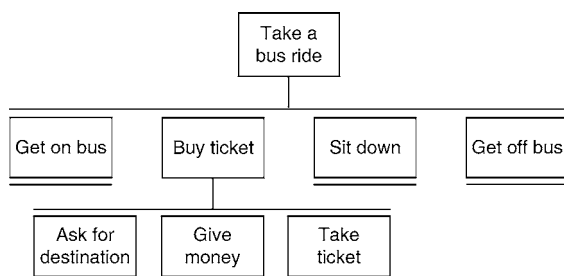 Take a
bus ride
Get on bus
Buy ticket
Sit down
Get off bus
Ask for
destination
Give
money
Take
ticket